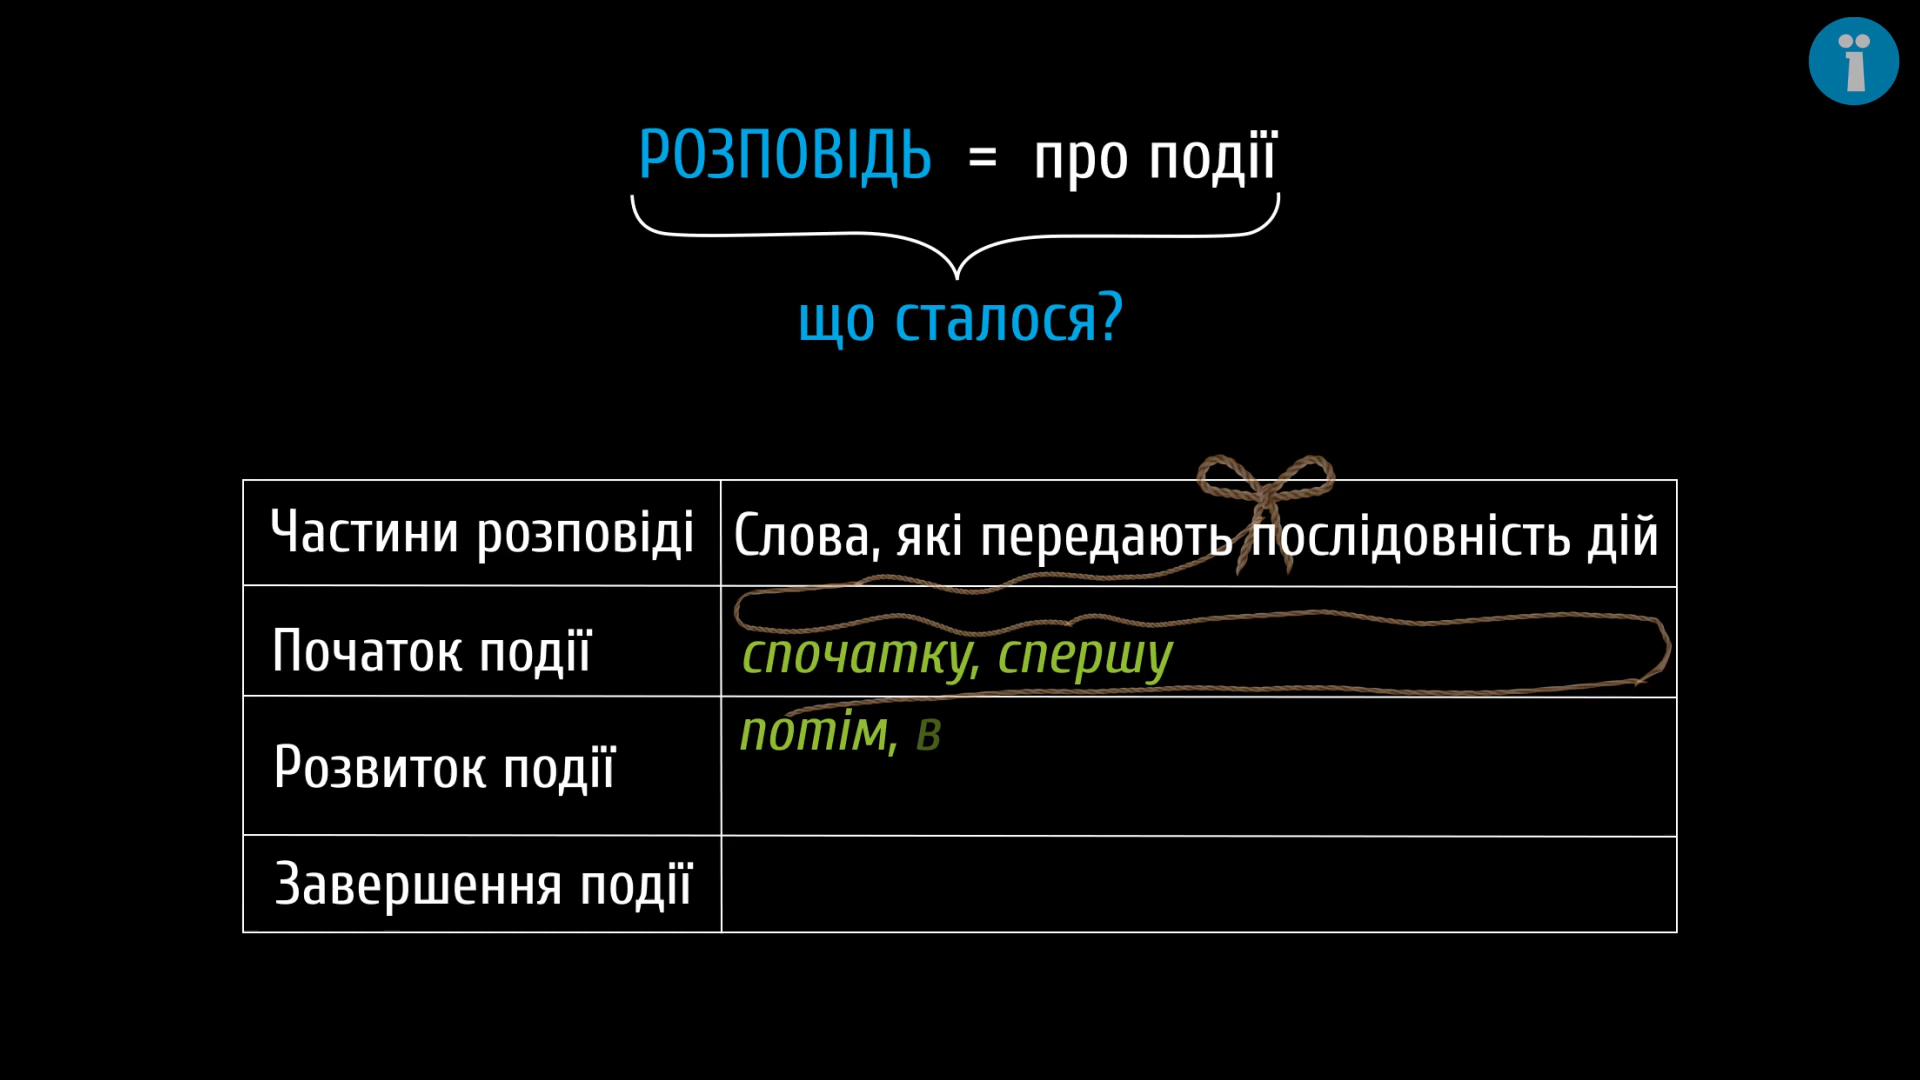 ї
РОЗПОВІДЬ = про події
що сталося?
Частини розповіді Слова, які передають послідовність дій
Початок події спочатку, спершу
потім, в
Розвиток події
Завершення події